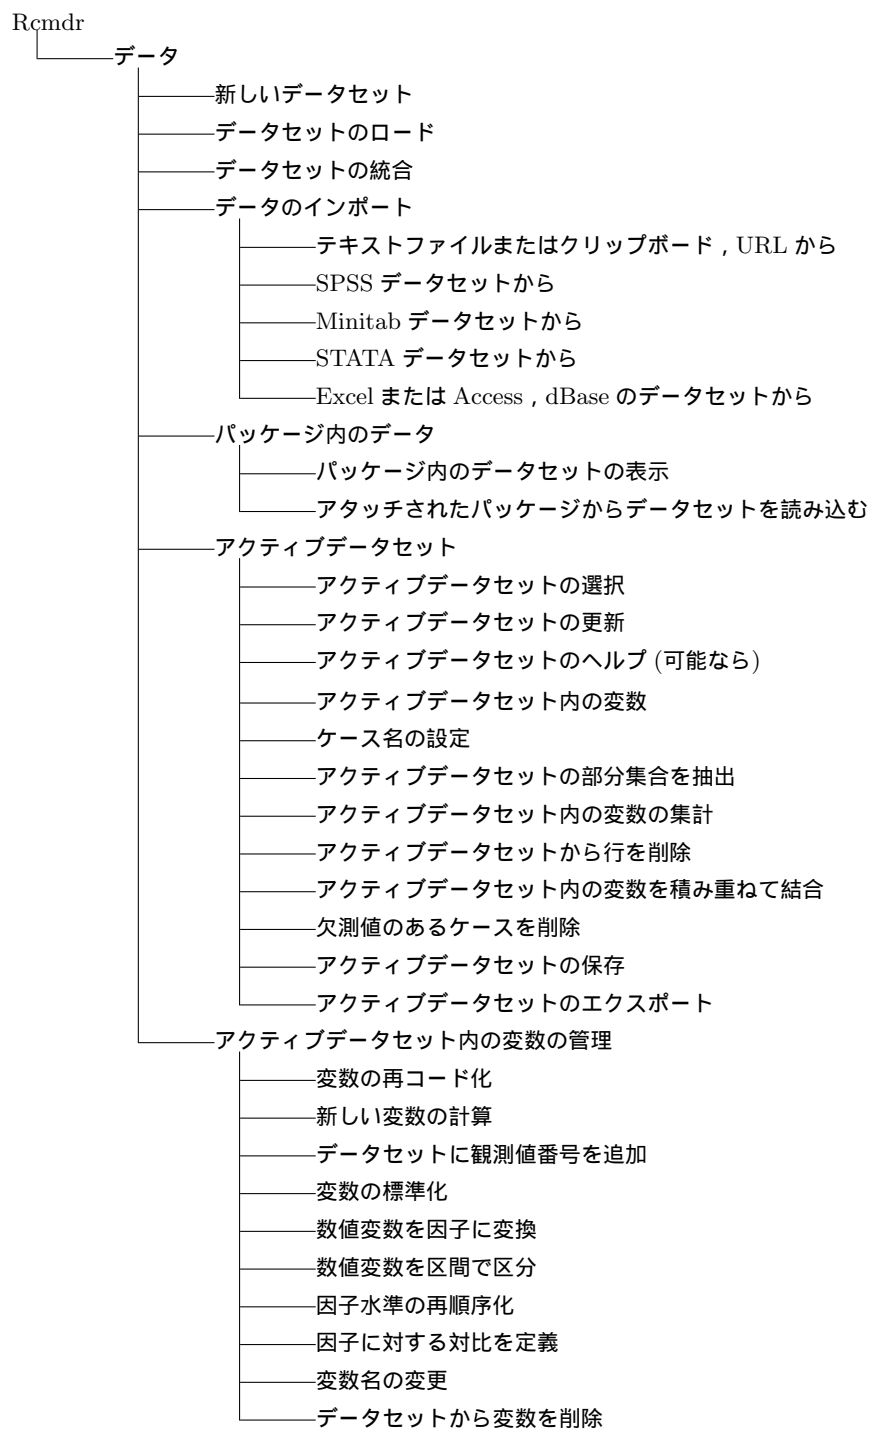 Rcmdr
データ
新しいデータセット
データセットのロード
データセットの統合
データのインポート
テキストファイルまたはクリップボード , URL から
SPSS データセットから
Minitab データセットから
STATA データセットから
Excel または Access , dBase のデータセットから
パッケージ内のデータ
パッケージ内のデータセットの表示
アタッチされたパッケージからデータセットを読み込む
アクティブデータセット
アクティブデータセットの選択
アクティブデータセットの更新
アクティブデータセットのヘルプ (可能なら)
アクティブデータセット内の変数
ケース名の設定
アクティブデータセットの部分集合を抽出
アクティブデータセット内の変数の集計
アクティブデータセットから行を削除
アクティブデータセット内の変数を積み重ねて結合
欠測値のあるケースを削除
アクティブデータセットの保存
アクティブデータセットのエクスポート
アクティブデータセット内の変数の管理
変数の再コード化
新しい変数の計算
データセットに観測値番号を追加
変数の標準化
数値変数を因子に変換
数値変数を区間で区分
因子水準の再順序化
因子に対する対比を定義
変数名の変更
データセットから変数を削除